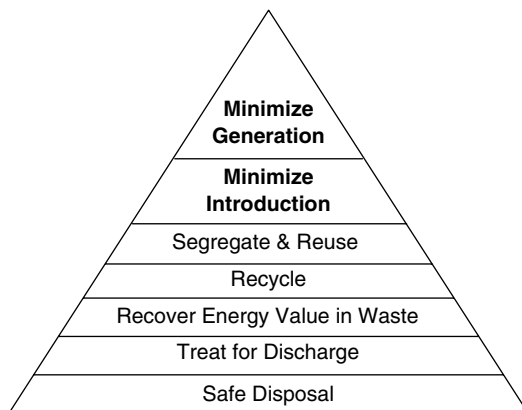 Minimize
Generation
Minimize
Introduction
Segregate & Reuse
Recycle
Recover Energy Value in Waste
Treat for Discharge
Safe Disposal